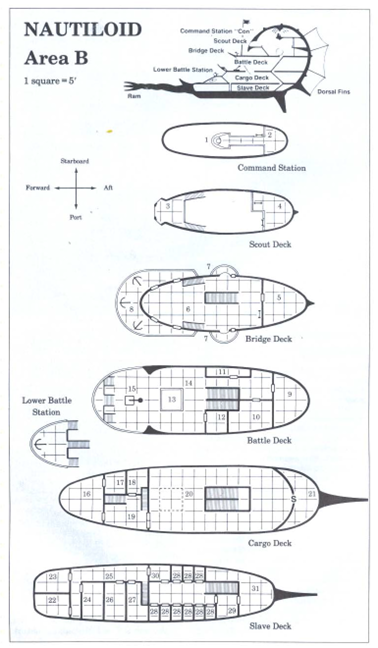 NAUTILOID
Area B
1 square = 5'
Command Station "Con"
Scout Deck
Bridge Deck
Battle Deck
Lower Battle Station
Cargo Deck
Slave Deck
Ram
Dorsal Fins
1 2
Command Station
Starboard
Forward Aft
Port
3 4
Scout Deck
7
8 6 5
7
Bridge Deck
11
15 14 9
13
12 10
Battle Deck
Lower Battle
Station
17 18
16 20 S 21
19
Cargo Deck
23 25 30 28 28 28
31
22 24 26 27
28 28 28 28 28 29
Slave Deck